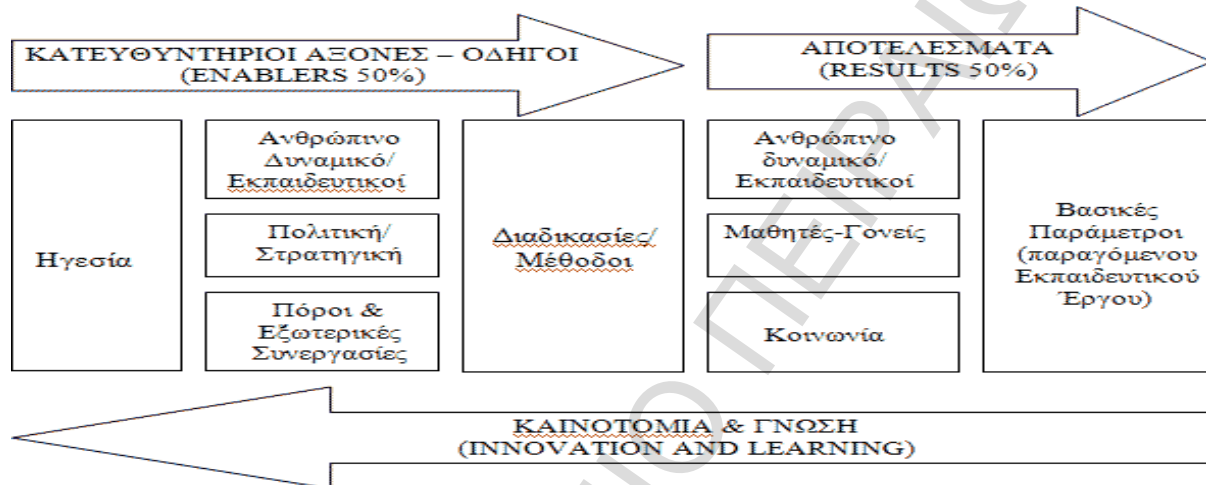 ΚΑΤΕΥΘΥΝΤΗΡΙΟΙ ΑΞΟΝΕΣ – ΟΔΗΓΟΙ
(ENABLERS 50%)
ΑΠΟΤΕΛΕΣΜΑΤΑ
(RESULTS 50%)
Ηγεσία
Ανθρώπινο
Δυναμικό/
Εκπαιδευτικοί
Πολιτική/
Στρατηγική
Πόροι &
Εξωτερικές
Συνεργασίες
Διαδικασίες/
Μέθοδοι
Ανθρώπινο
δυναμικό/
Εκπαιδευτικοί
Μαθητές-Γονείς
Κοινωνία
Βασικές
Παράμετροι
(παραγόμενου
Εκπαιδευτικού
Έργου)
ΚΑΙΝΟΤΟΜΙΑ & ΓΝΩΣΗ
(INNOVATION AND LEARNING)